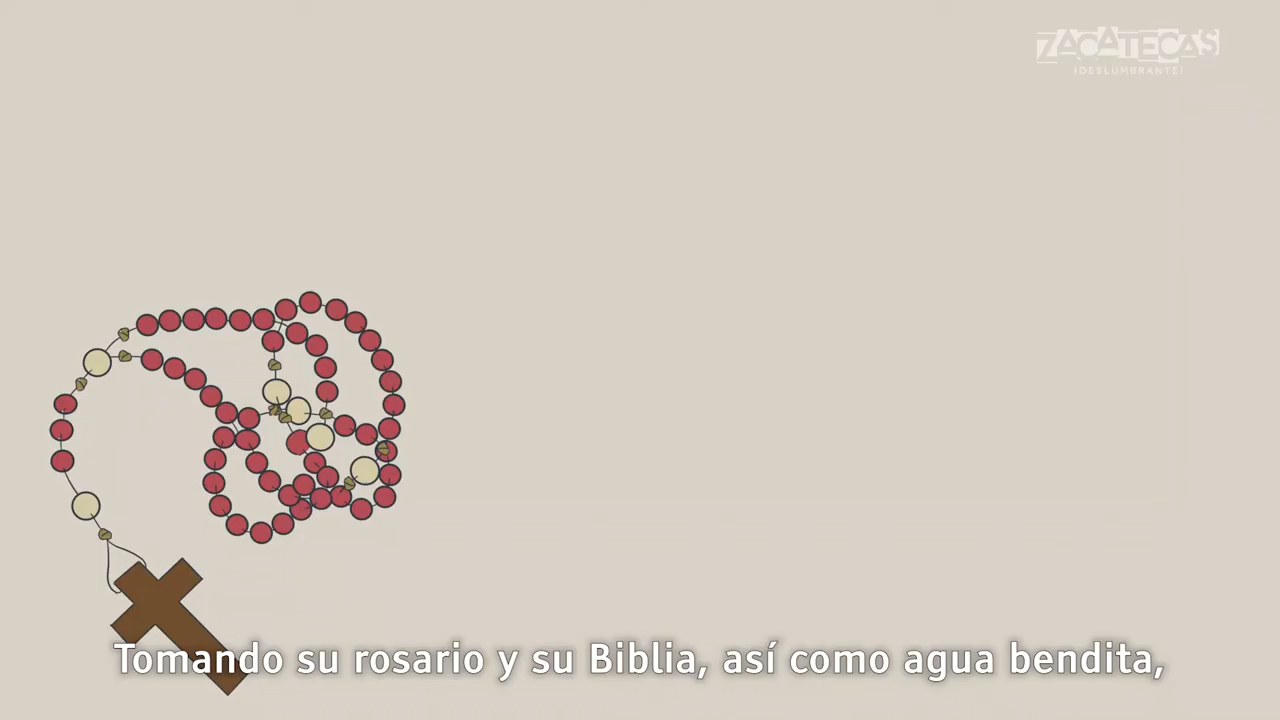 ZACATECAS
¡DESLUMBRANTE!
Tomando su rosario y su Biblia, así como agua bendita,